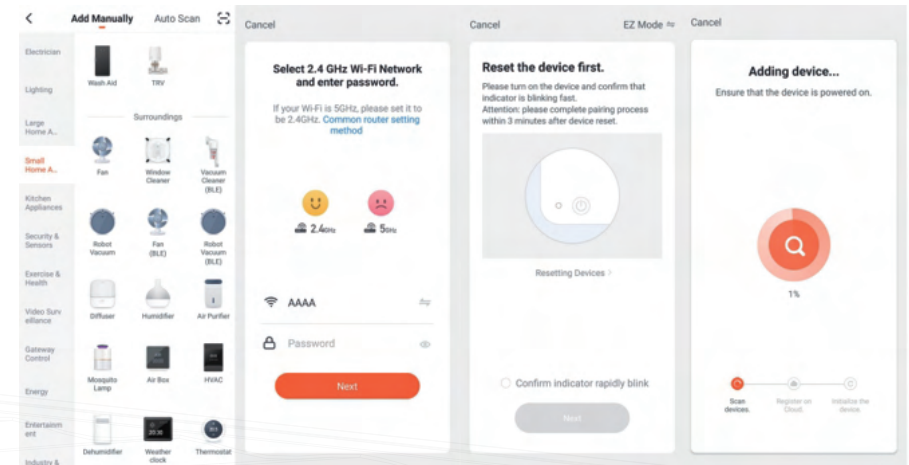 Add Manually
Auto Scan
Electrician
Lighting
Large
Home A...
Small
Home A...
Kitchen
Appliances
Security &
Sensors
Exercise &
Health
Video Surv
eillance
Gateway
Control
Energy
Entertainm
ent
Industry &
Wash Aid
TRV
Surroundings
Fan
Window
Cleaner
Vacuum
Cleaner
(BLE)
Robot
Vacuum
Fan
(BLE)
Robot
Vacuum
(BLE)
Diffuser
Humidifier
Air Purifier
Mosquito
Lamp
Air Box
HVAC
Dehumidifier
Weather
clock
Thermostat
Cancel
Select 2.4 GHz Wi-Fi Network
and enter password.
If your Wi-Fi is 5GHz, please set it to
be 2.4GHz. Common router setting
method
2.4GHz
5GHz
AAAA
Password
Next
Cancel
EZ Mode
Reset the device first.
Please turn on the device and confirm that
indicator is blinking fast.
Attention: please complete pairing process
within 3 minutes after device reset.
Resetting Devices >
Confirm indicator rapidly blink
Next
Cancel
Adding device...
Ensure that the device is powered on.
1%
Scan
devices.
Register on
Cloud.
Initialize the
device.